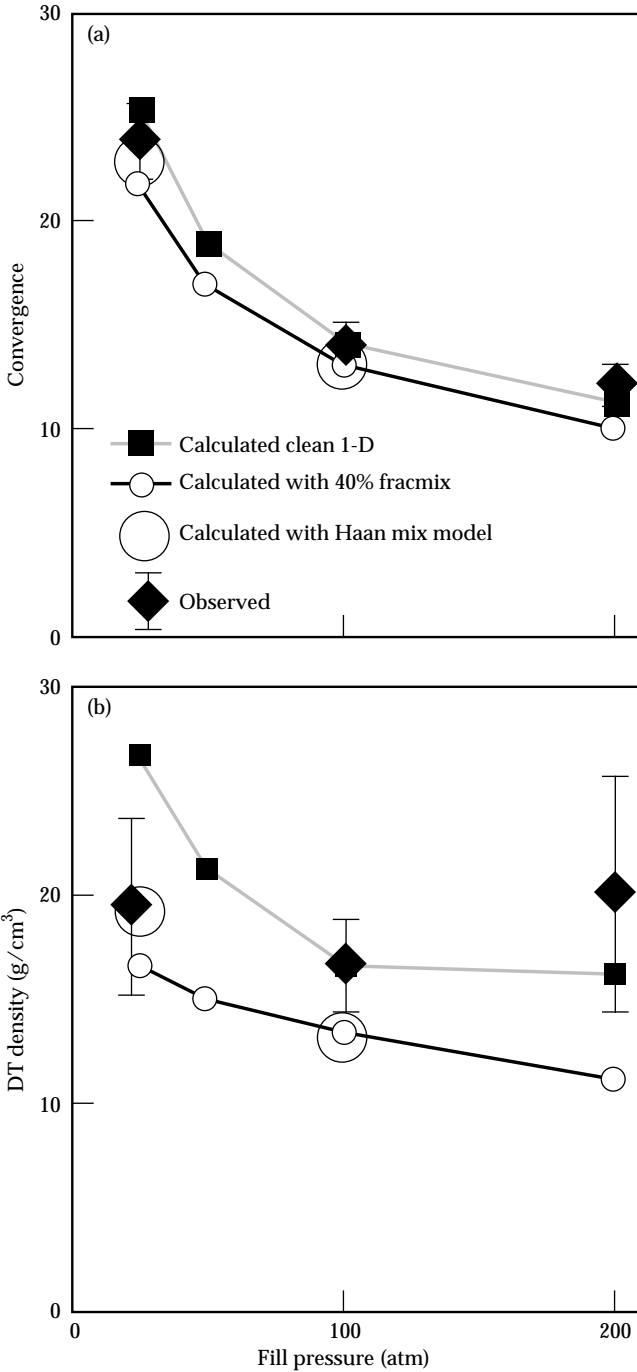 30
(a)
20
Convergence
10
Calculated clean 1-D
Calculated with 40% fracmix
Calculated with Haan mix model
Observed
0
30
(b)
20
DT density (g/cm³)
10
0
0 100 200
Fill pressure (atm)